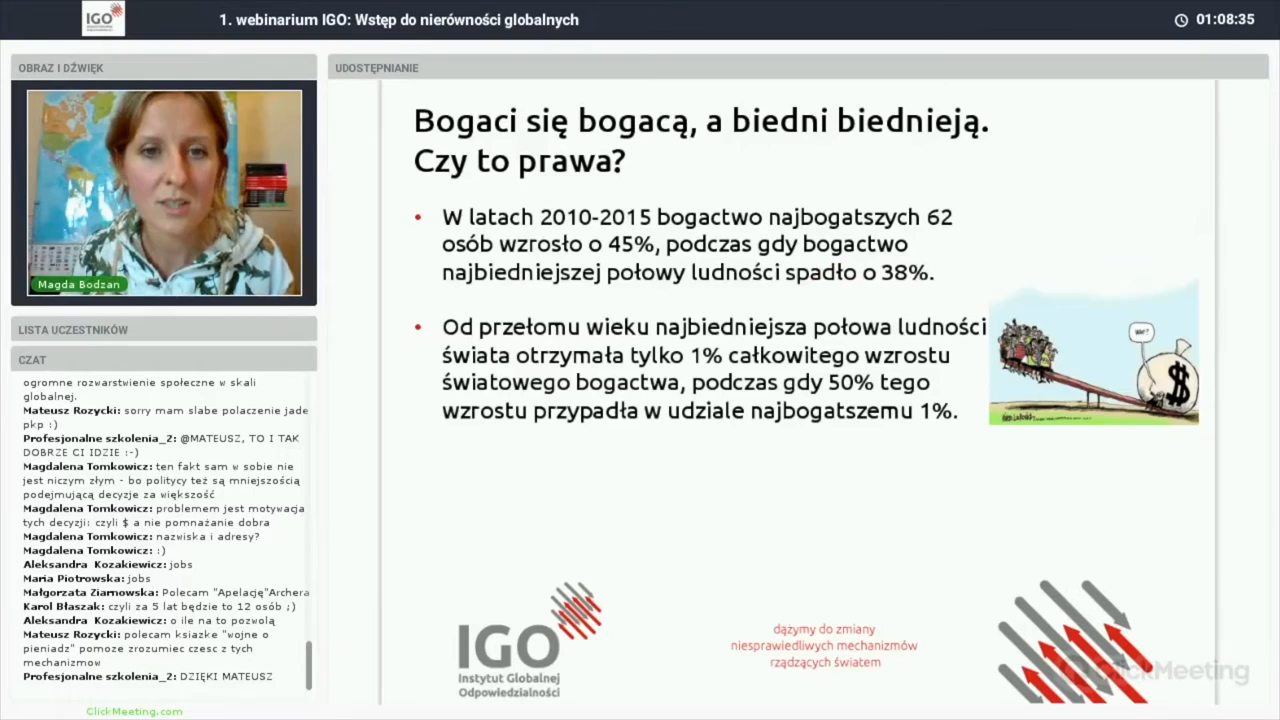 IGO
1. webinarium IGO: Wstęp do nierówności globalnych
01:08:35
OBRAZ I DŹWIĘK
Magda Bodzan
LISTA UCZESTNIKÓW
CZAT
ogromne rozwarstwienie społeczne w skali
globalnej.
Mateusz Rozycki: sorry mam slabe polaczenie jade
pkp :)
Profesjonalne szkolenia_2: @MATEUSZ, TO I TAK
DOBRZE CI IDZIE :-)
Magdalena Tomkowicz: ten fakt sam w sobie nie
jest niczym złym - bo politycy też są mniejszością
podejmującą decyzje za większość
Magdalena Tomkowicz: problemem jest motywacja
tych decyzji: czyli $ a nie pomnażanie dobra
Magdalena Tomkowicz: nazwiska i adresy?
Magdalena Tomkowicz: :)
Aleksandra Kozakiewicz: jobs
Maria Piotrowska: jobs
Małgorzata Ziarnowska: Polecam "Apelację"Archera
Karol Błaszak: czyli za 5 lat będzie to 12 osób ;)
Aleksandra Kozakiewicz: o ile na to pozwolą
Mateusz Rozycki: polecam ksiazke "wojne o
pieniadz" pomoze zrozumiec czesc z tych
mechanizmow
Profesjonalne szkolenia_2: DZIĘKI MATEUSZ
ClickMeeting.com
UDOSTĘPNIANIE
Bogaci się bogacą, a biedni biednieją.
Czy to prawa?
• W latach 2010-2015 bogactwo najbogatszych 62
osób wzrosło o 45%, podczas gdy bogactwo
najbiedniejszej połowy ludności spadło o 38%.
• Od przełomu wieku najbiedniejsza połowa ludności
świata otrzymała tylko 1% całkowitego wzrostu
światowego bogactwa, podczas gdy 50% tego
wzrostu przypadła w udziale najbogatszemu 1%.
$
IGO
Instytut Globalnej
Odpowiedzialności
dążymy do zmiany
niesprawiedliwych mechanizmów
rządzących światem
ClickMeeting